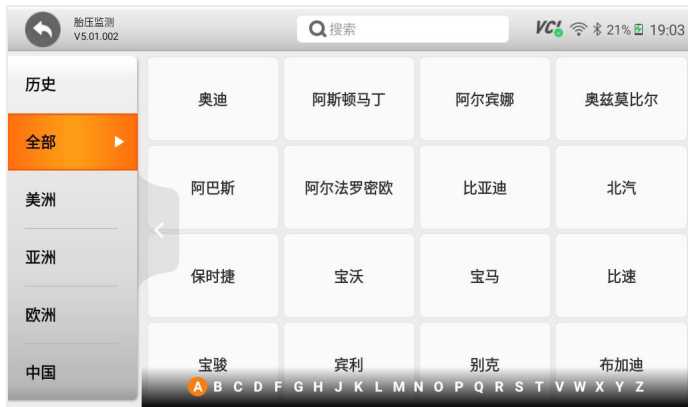 胎压监测
V5.01.002
搜索
VCI 21% 19:03
历史
全部
美洲
亚洲
欧洲
中国
奥迪 阿斯顿马丁 阿尔宾娜 奥兹莫比尔
阿巴斯 阿尔法罗密欧 比亚迪 北汽
保时捷 宝沃 宝马 比速
宝骏 宾利 别克 布加迪
A B C D F G H J K L M N O P Q R S T V W X Y Z